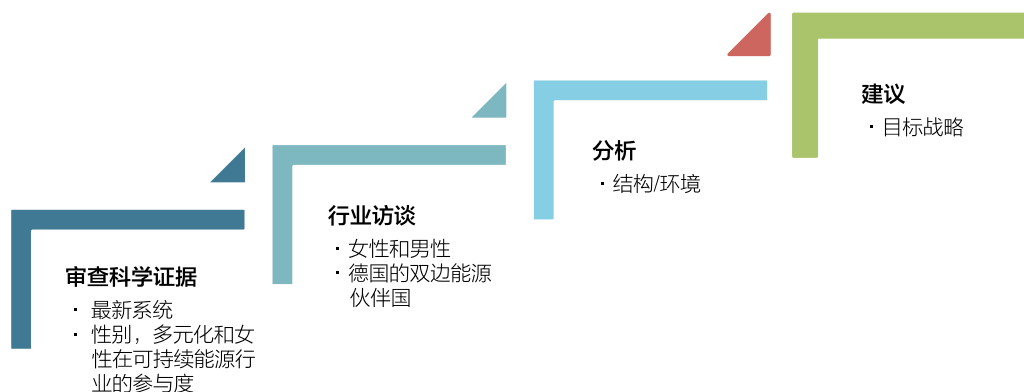 审查科学证据
· 最新系统
· 性别，多元化和女
性在可持续能源行
业的参与度
行业访谈
· 女性和男性
· 德国的双边能源
伙伴国
分析
· 结构/环境
建议
· 目标战略